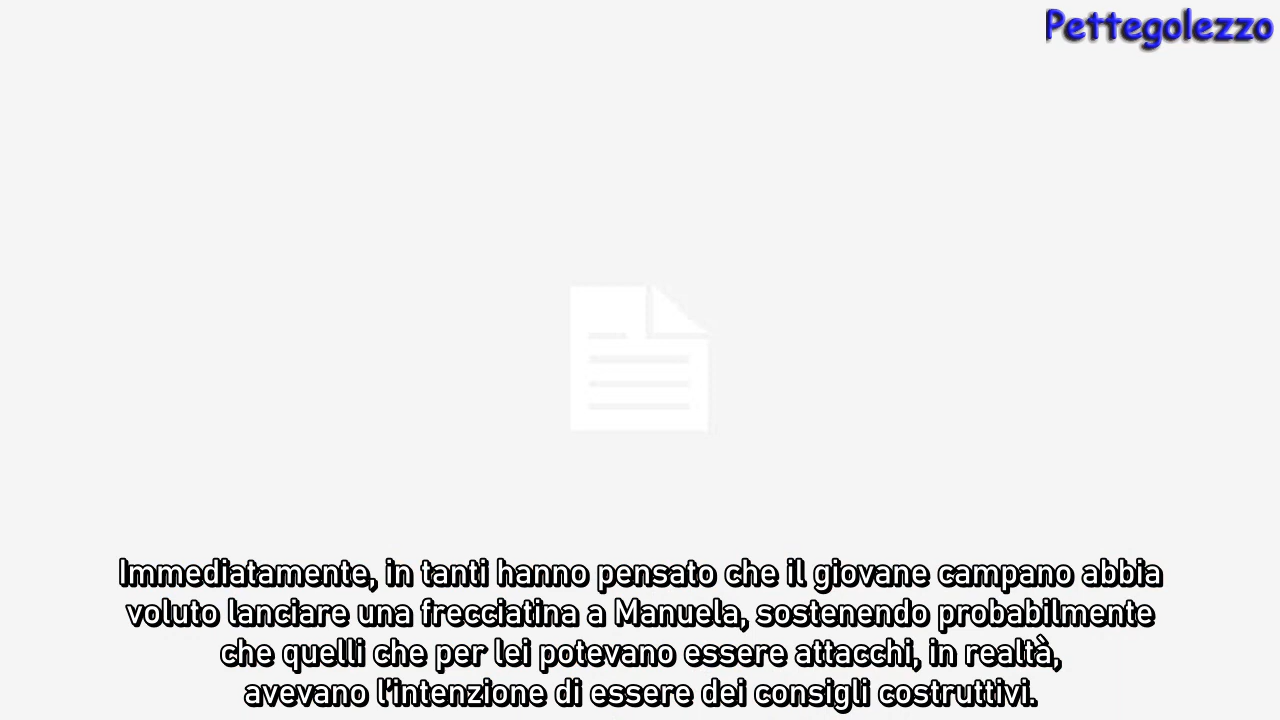 Pettegolezzo
Immediatamente, in tanti hanno pensato che il giovane campano abbia
voluto lanciare una frecciatina a Manuela, sostenendo probabilmente
che quelli che per lei potevano essere attacchi, in realtà,
avevano l'intenzione di essere dei consigli costruttivi.